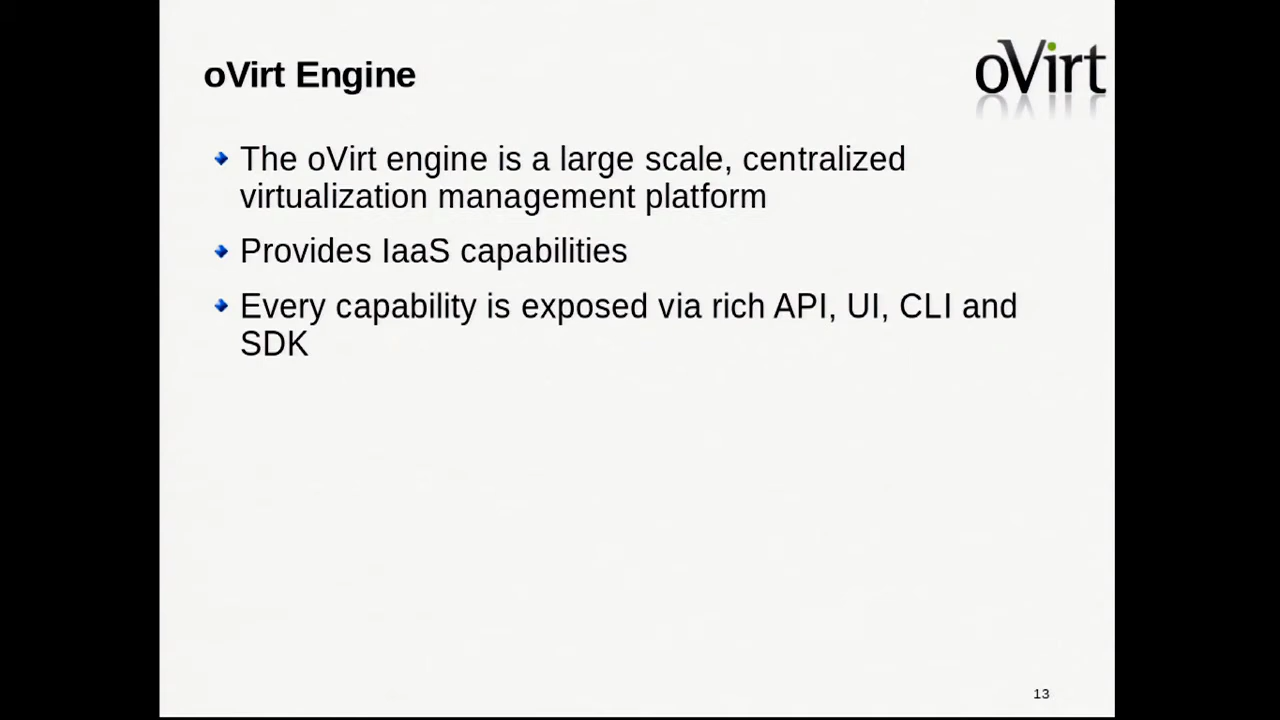 oVirt Engine
oVirt
The oVirt engine is a large scale, centralized
virtualization management platform
Provides IaaS capabilities
Every capability is exposed via rich API, UI, CLI and
SDK
13